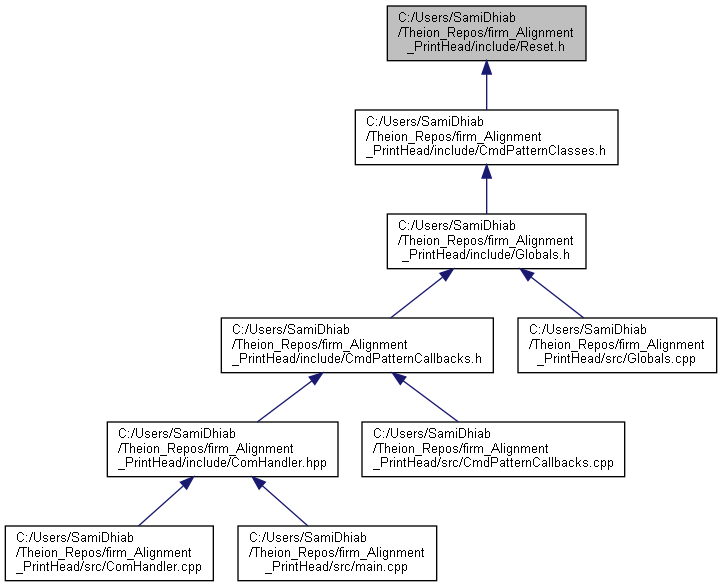 C:/Users/SamiDhiab
/Theion_Repos/firm_Alignment
_PrintHead/include/Reset.h
C:/Users/SamiDhiab
/Theion_Repos/firm_Alignment
_PrintHead/include/CmdPatternClasses.h
C:/Users/SamiDhiab
/Theion_Repos/firm_Alignment
_PrintHead/include/Globals.h
C:/Users/SamiDhiab
/Theion_Repos/firm_Alignment
_PrintHead/include/CmdPatternCallbacks.h
C:/Users/SamiDhiab
/Theion_Repos/firm_Alignment
_PrintHead/src/Globals.cpp
C:/Users/SamiDhiab
/Theion_Repos/firm_Alignment
_PrintHead/include/ComHandler.hpp
C:/Users/SamiDhiab
/Theion_Repos/firm_Alignment
_PrintHead/src/CmdPatternCallbacks.cpp
C:/Users/SamiDhiab
/Theion_Repos/firm_Alignment
_PrintHead/src/ComHandler.cpp
C:/Users/SamiDhiab
/Theion_Repos/firm_Alignment
_PrintHead/src/main.cpp